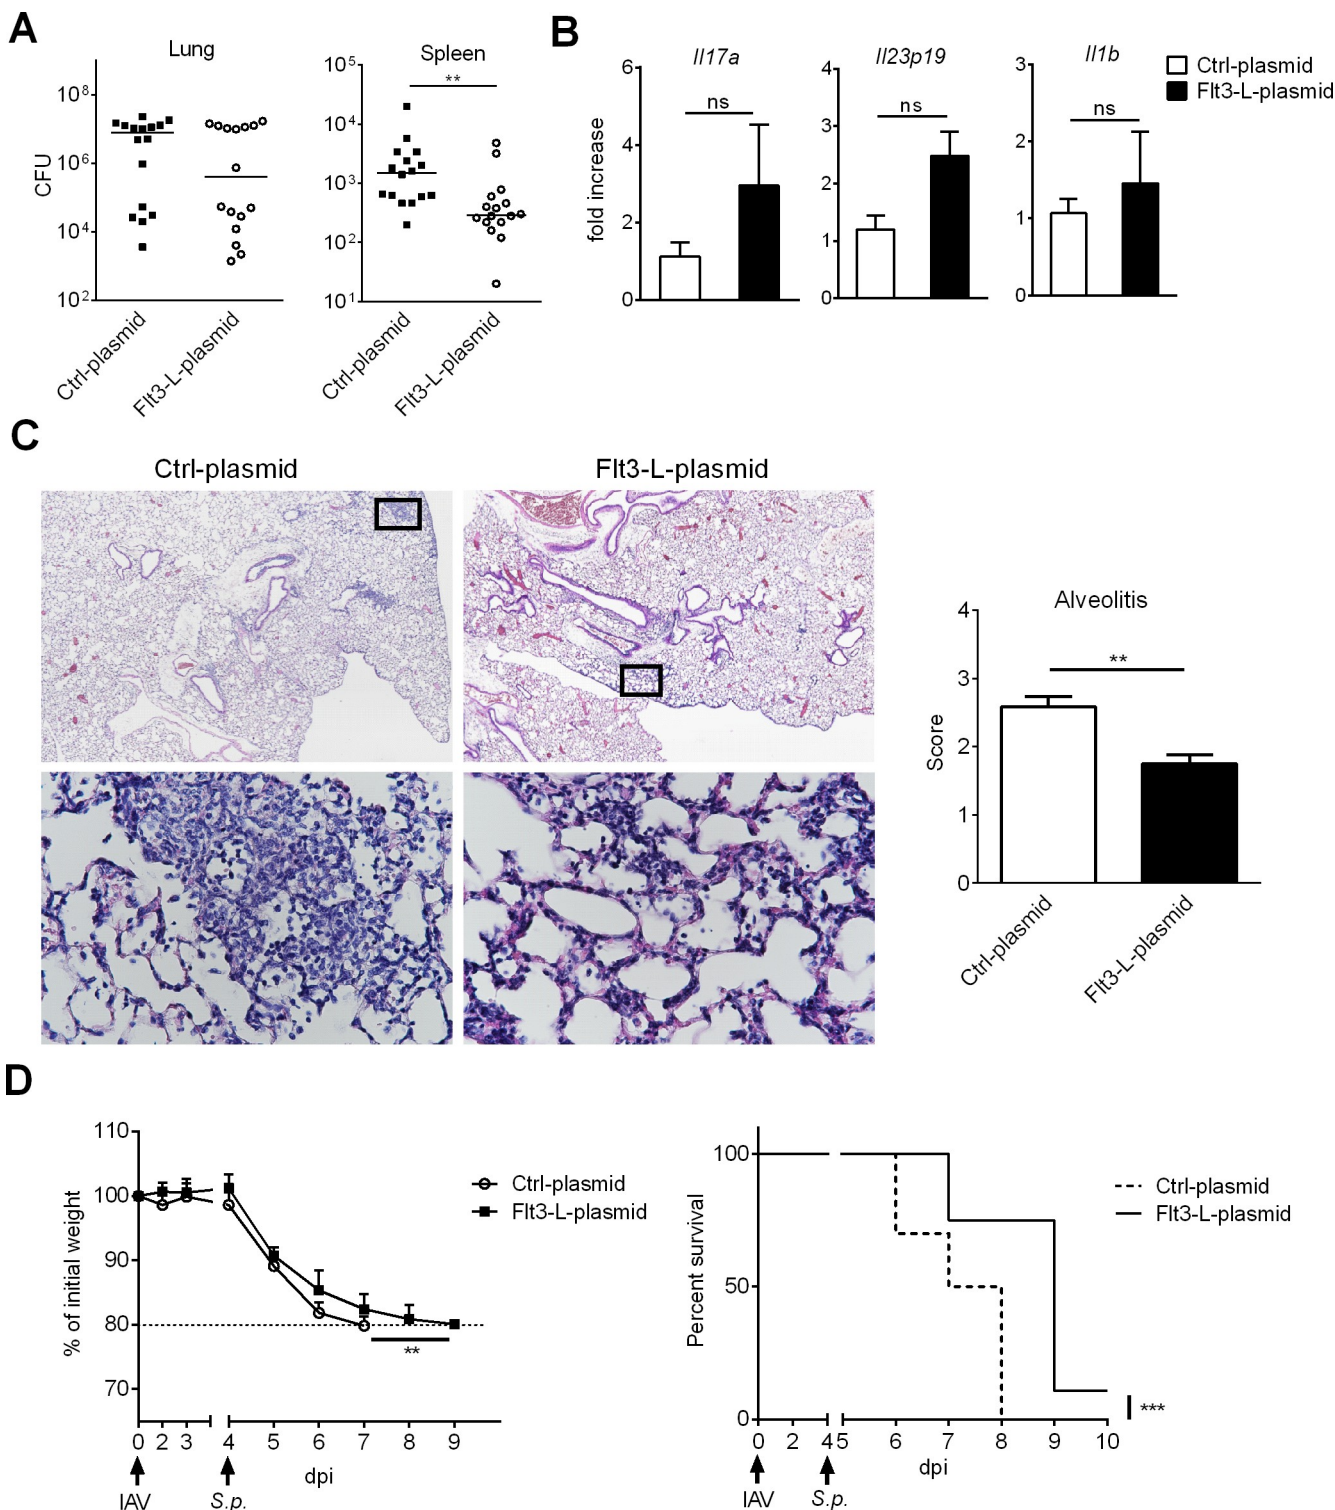 A
Lung
CFU
10⁸
10⁶
10⁴
10²
Ctrl-plasmid
Flt3-L-plasmid
Spleen
**
10⁵
10⁴
10³
10²
10¹
Ctrl-plasmid
Flt3-L-plasmid
B
Il17a
ns
fold increase
6
4
2
0
Il23p19
ns
4
3
2
1
0
Il1b
ns
3
2
1
0
Ctrl-plasmid
Flt3-L-plasmid
C
Ctrl-plasmid
Flt3-L-plasmid
Alveolitis
**
Score
4
3
2
1
0
Ctrl-plasmid
Flt3-L-plasmid
D
% of initial weight
110
100
90
80
70
**
Ctrl-plasmid
Flt3-L-plasmid
0 2 3 4 5 6 7 8 9
dpi
IAV
S.p.
Percent survival
100
50
0
Ctrl-plasmid
Flt3-L-plasmid
***
0 2 4 5 6 7 8 9 10
dpi
IAV
S.p.